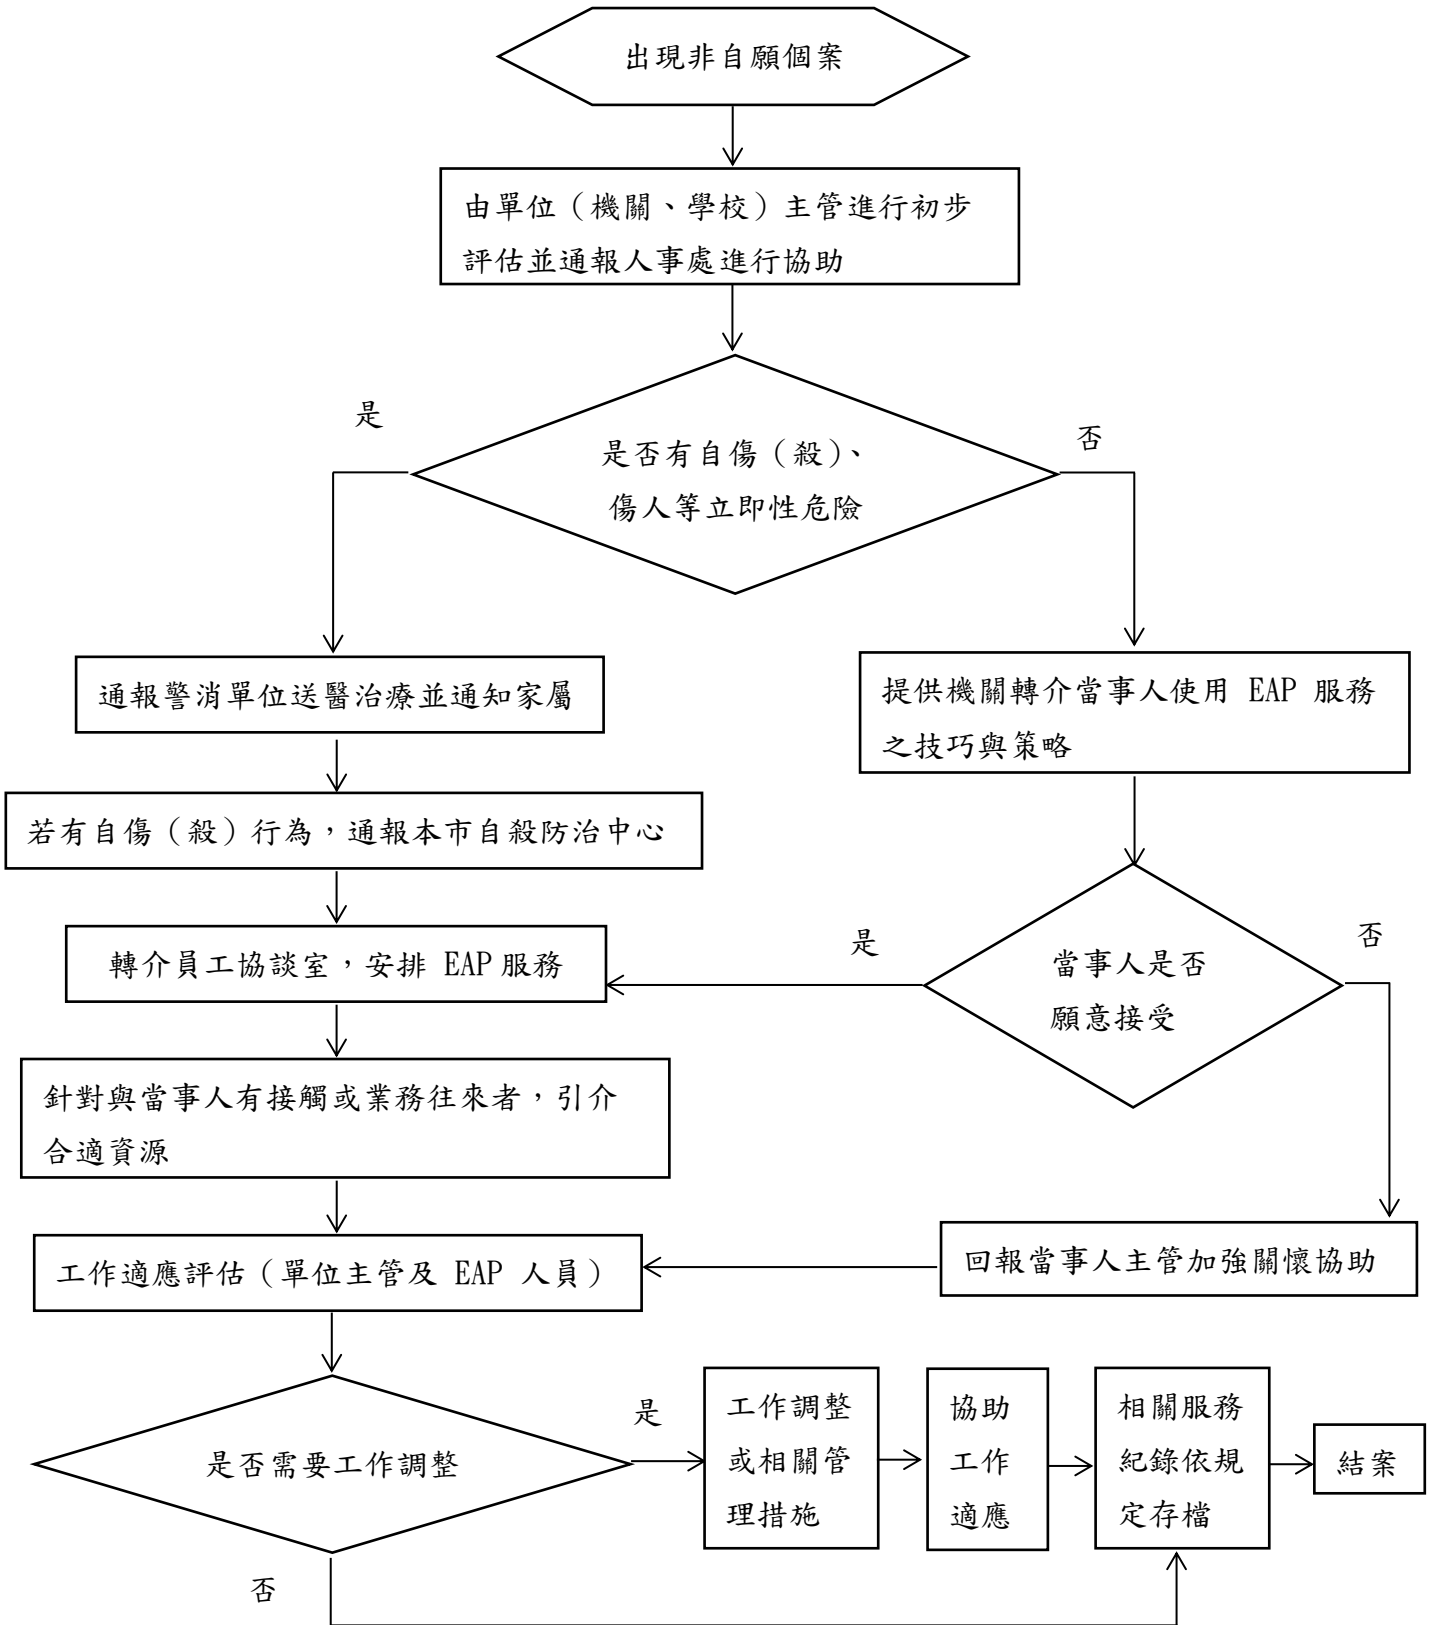 出現非自願個案
由單位（機關、學校）主管進行初步
評估並通報人事處進行協助
是
否
是否有自傷（殺）、
傷人等立即性危險
通報警消單位送醫治療並通知家屬
提供機關轉介當事人使用 EAP 服務
之技巧與策略
若有自傷（殺）行為，通報本市自殺防治中心
轉介員工協談室，安排 EAP 服務
是
否
當事人是否
願意接受
針對與當事人有接觸或業務往來者，引介
合適資源
工作適應評估（單位主管及 EAP 人員）
回報當事人主管加強關懷協助
是否需要工作調整
是
工作調整
或相關管
理措施
協助
工作
適應
相關服務
紀錄依規
定存檔
結案
否